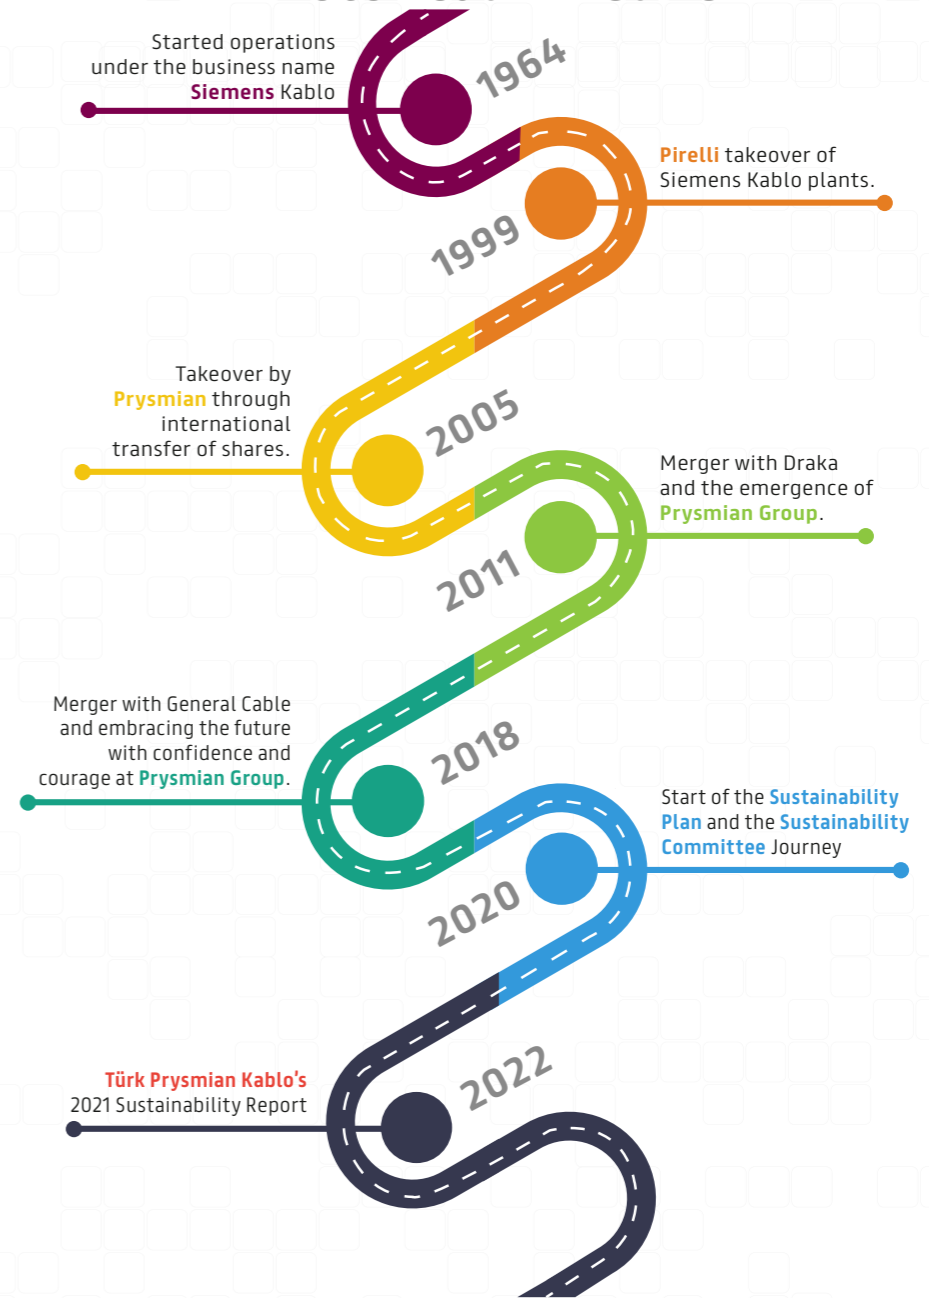 1964
Started operations
under the business name
Siemens Kablo
1999
Pirelli takeover of
Siemens Kablo plants.
2005
Takeover by
Prysmian through
international
transfer of shares.
2011
Merger with Draka
and the emergence of
Prysmian Group.
2018
Merger with General Cable
and embracing the future
with confidence and
courage at Prysmian Group.
2020
Start of the Sustainability
Plan and the Sustainability
Committee Journey
2022
Türk Prysmian Kablo's
2021 Sustainability Report